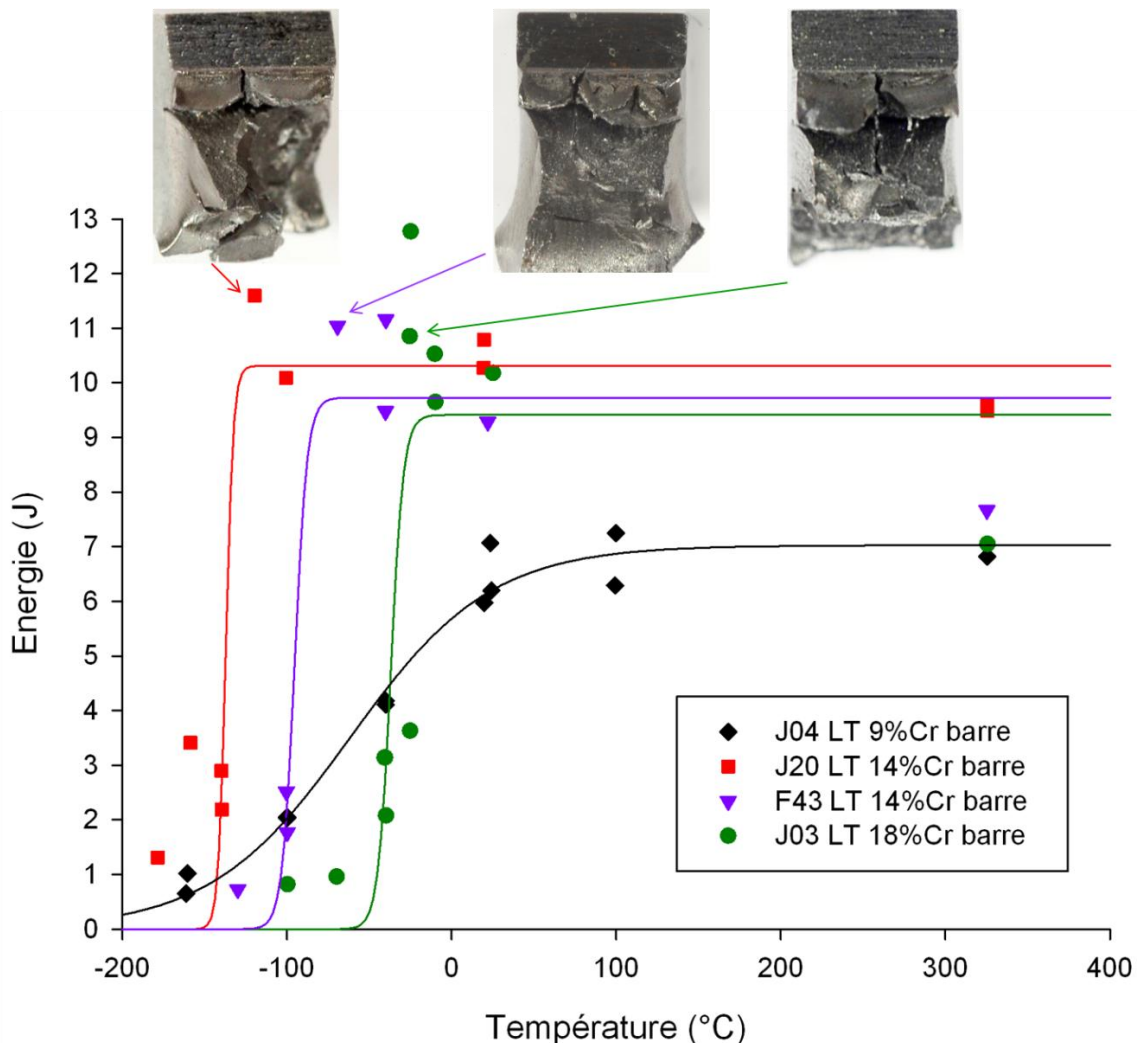 13
12
11
10
9
8
7
6
5
4
3
2
1
0
Energie (J)
J04 LT 9%Cr barre
J20 LT 14%Cr barre
F43 LT 14%Cr barre
J03 LT 18%Cr barre
-200 -100 0 100 200 300 400
Température (°C)